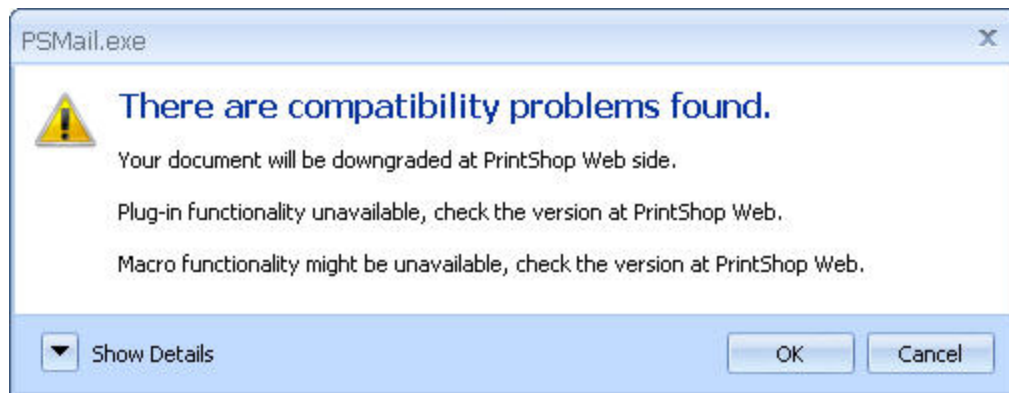 PSMail.exe
There are compatibility problems found.
Your document will be downgraded at PrintShop Web side.
Plug-in functionality unavailable, check the version at PrintShop Web.
Macro functionality might be unavailable, check the version at PrintShop Web.
Show Details OK Cancel